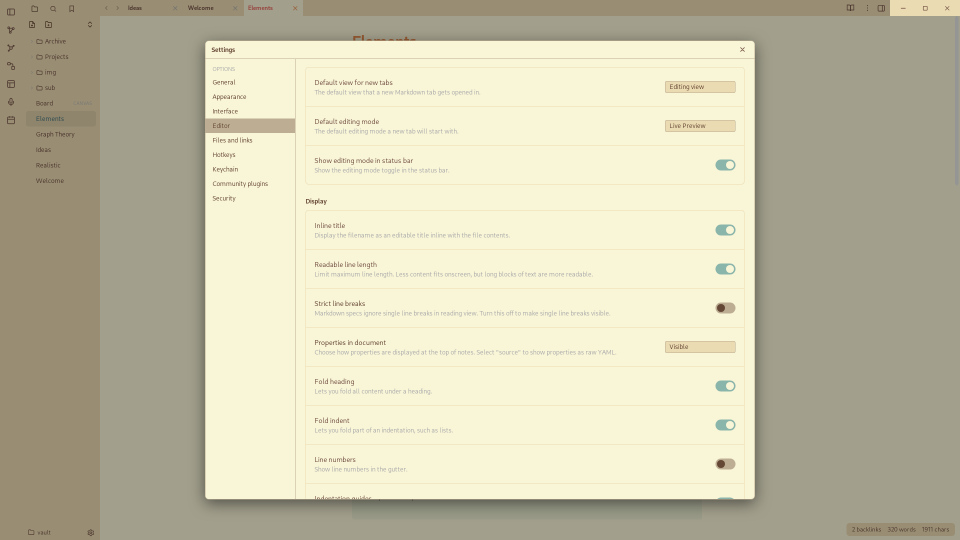 Ideas
Welcome
Elements
Archive
Projects
img
sub
Board
Elements
Graph Theory
Ideas
Realistic
Welcome
vault
Elements
Settings
OPTIONS
General
Appearance
Interface
Editor
Files and links
Hotkeys
Keychain
Community plugins
Security
Default view for new tabs
The default view that a new Markdown tab gets opened in.
Editing view
Default editing mode
The default editing mode a new tab will start with.
Live Preview
Show editing mode in status bar
Show the editing mode toggle in the status bar.
Display
Inline title
Display the filename as an editable title inline with the file contents.
Readable line length
Limit maximum line length. Less content fits onscreen, but long blocks of text are more readable.
Strict line breaks
Markdown specs ignore single line breaks in reading view. Turn this off to make single line breaks visible.
Properties in document
Choose how properties are displayed at the top of notes. Select "source" to show properties as raw YAML.
Visible
Fold heading
Lets you fold all content under a heading.
Fold indent
Lets you fold part of an indentation, such as lists.
Line numbers
Show line numbers in the gutter.
Indentation guides
2 backlinks 320 words 1911 chars